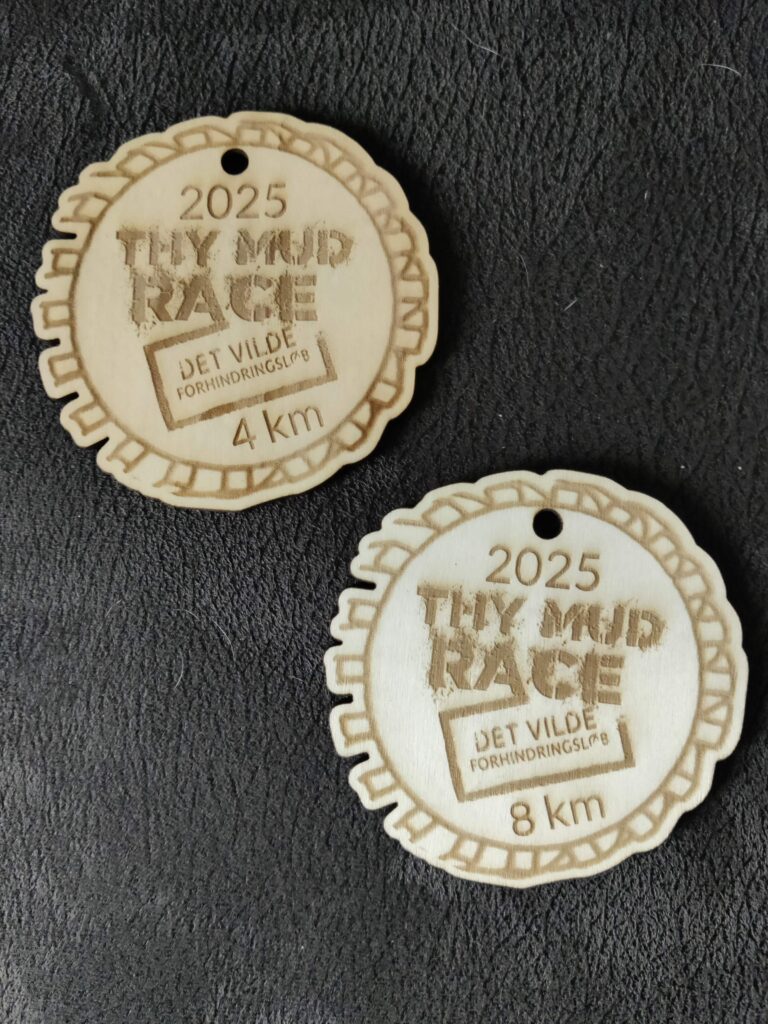 2025
THY MUD
RACE
DET VILDE
FORHINDRINGSLØB
4 km
2025
THY MUD
RACE
DET VILDE
FORHINDRINGSLØB
8 km